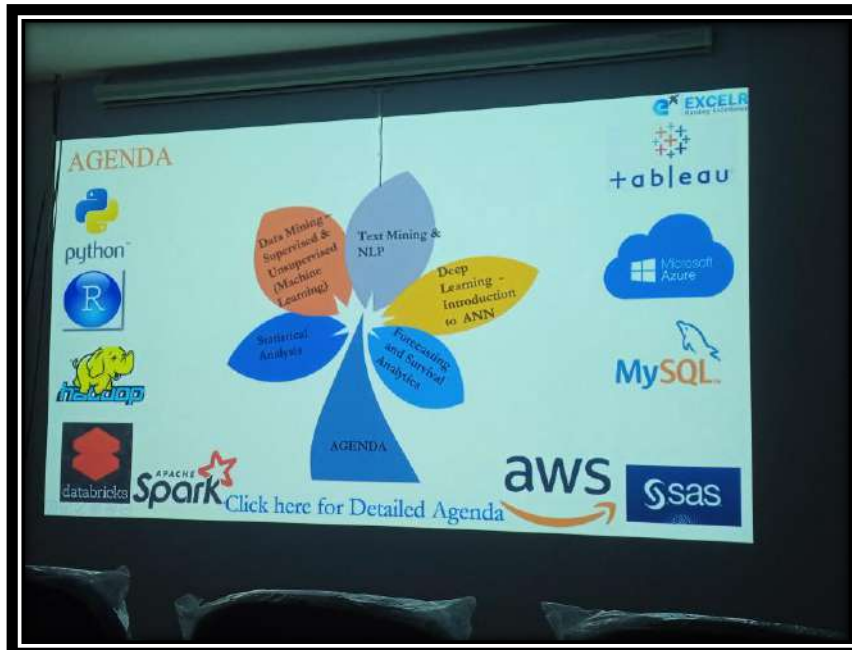 EXCELR
AGENDA
tableau
python
Data Mining –
Supervised &
Unsupervised
(Machine
Learning)
Text Mining &
NLP
Deep
Learning –
Introduction
to ANN
Microsoft
Azure
R
Statistical
Analysis
Forecasting
and Survival
Analytics
hadoop
MySQL
AGENDA
databricks
APACHE
Spark
aws
sas
Click here for Detailed Agenda